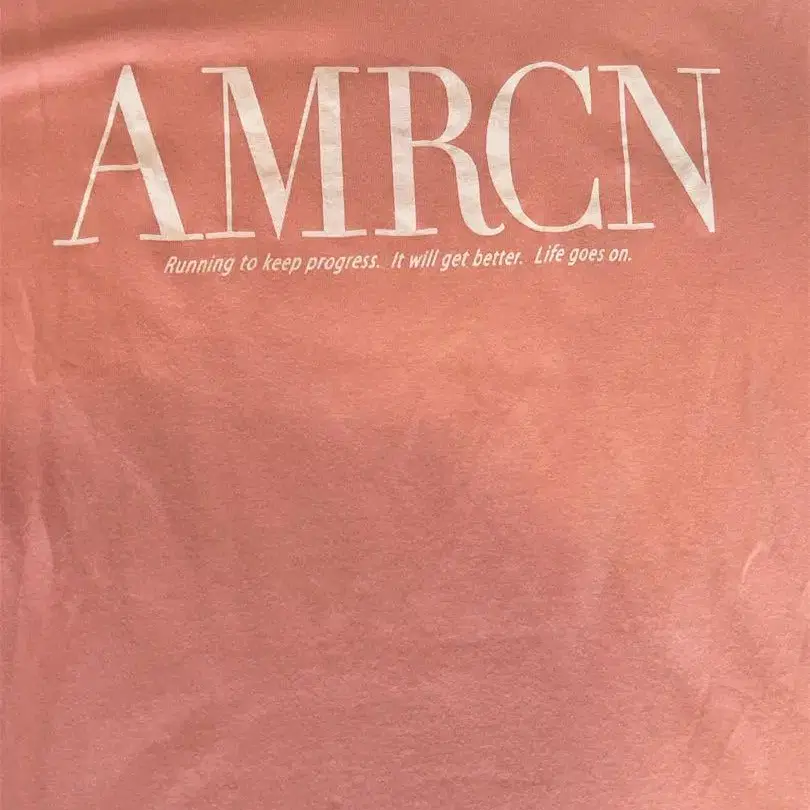 AMRCN
Running to keep progress. It will get better. Life goes on.